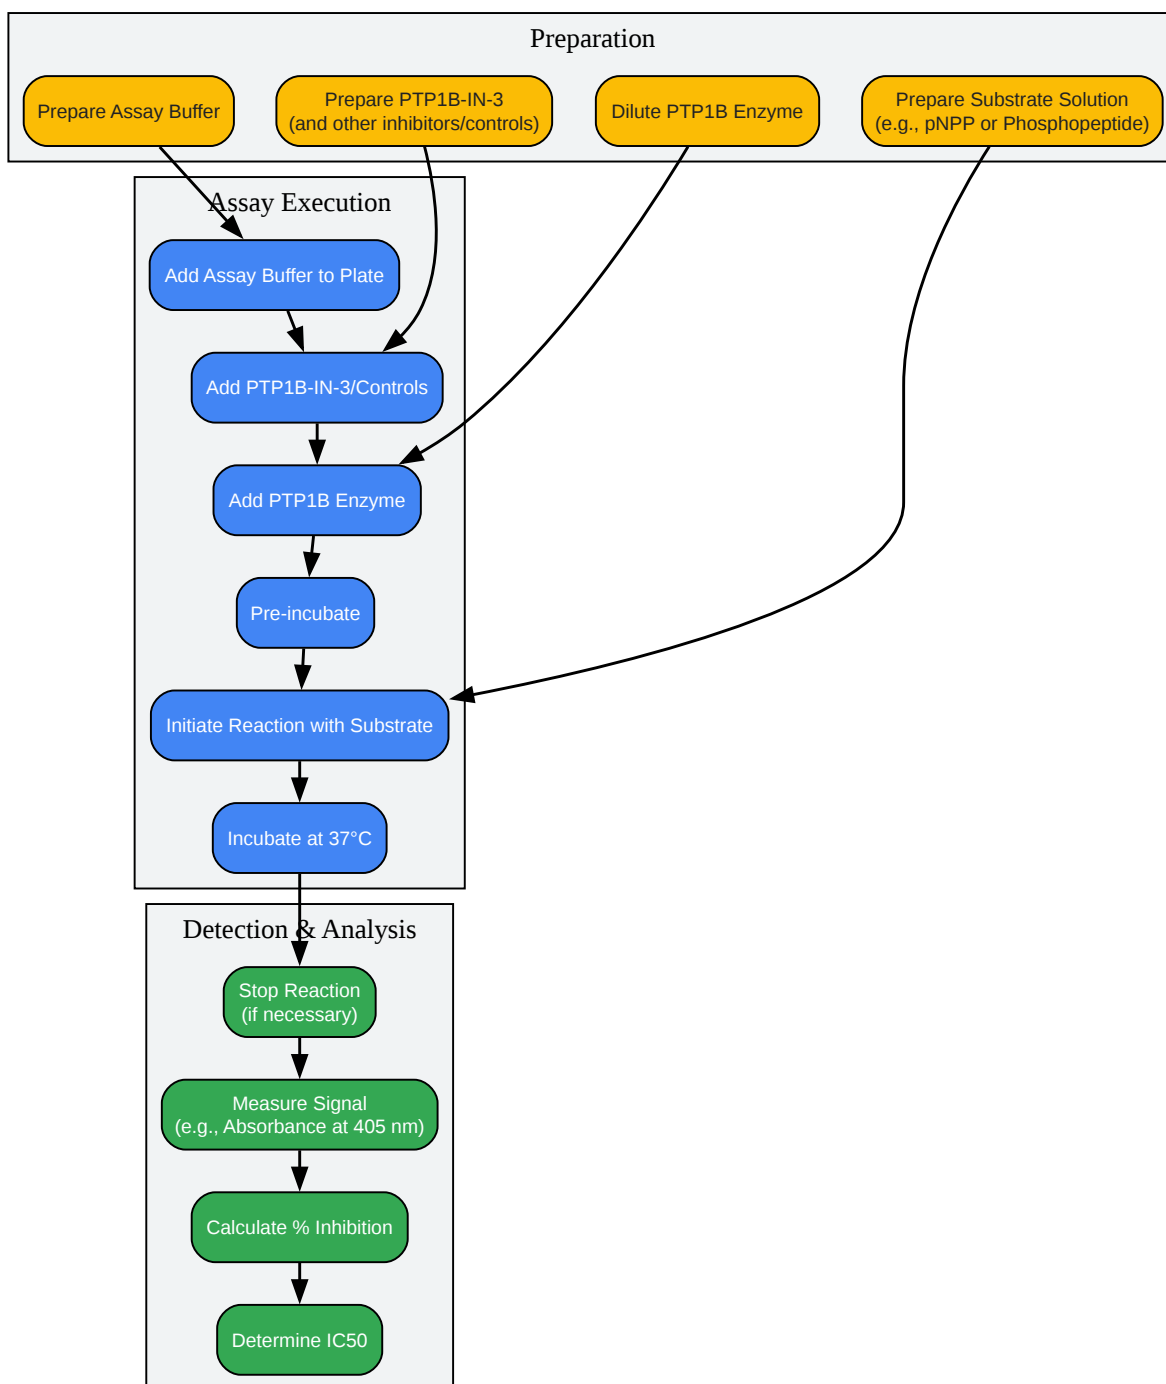 Preparation
Prepare Assay Buffer
Prepare PTP1B-IN-3
(and other inhibitors/controls)
Dilute PTP1B Enzyme
Prepare Substrate Solution
(e.g., pNPP or Phosphopeptide)
Assay Execution
Add Assay Buffer to Plate
Add PTP1B-IN-3/Controls
Add PTP1B Enzyme
Pre-incubate
Initiate Reaction with Substrate
Incubate at 37°C
Detection & Analysis
Stop Reaction
(if necessary)
Measure Signal
(e.g., Absorbance at 405 nm)
Calculate % Inhibition
Determine IC50